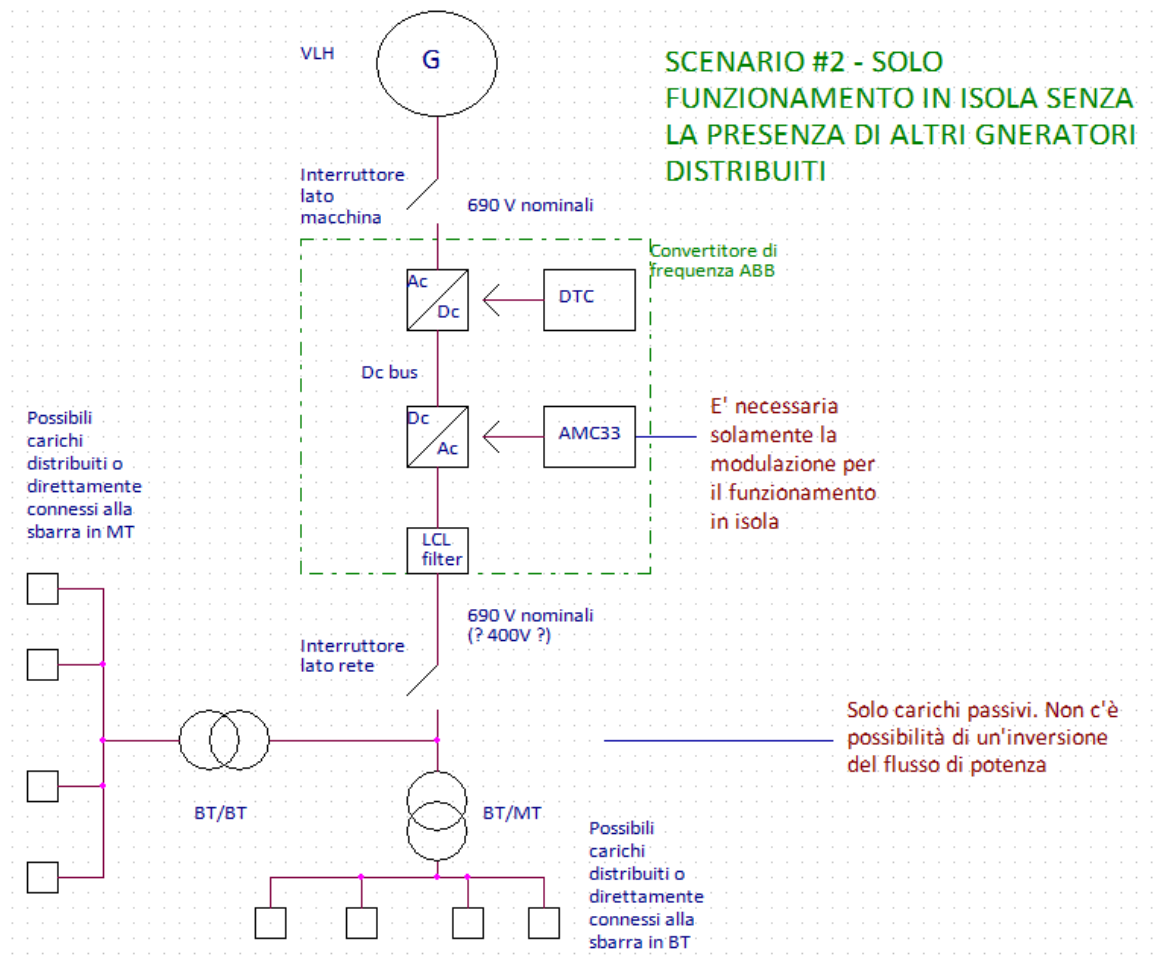 VLH
G
SCENARIO #2 - SOLO
FUNZIONAMENTO IN ISOLA SENZA
LA PRESENZA DI ALTRI GNERATORI
DISTRIBUITI
Interruttore
lato
macchina
690 V nominali
Convertitore di
frequenza ABB
Ac
Dc
DTC
Dc bus
Dc
Ac
AMC33
E' necessaria
solamente la
modulazione per
il funzionamento
in isola
Possibili
carichi
distribuiti o
direttamente
connessi alla
sbarra in MT
LCL
filter
690 V nominali
(? 400V ?)
Interruttore
lato rete
Solo carichi passivi. Non c'è
possibilità di un'inversione
del flusso di potenza
BT/BT
BT/MT
Possibili
carichi
distribuiti o
direttamente
connessi alla
sbarra in BT